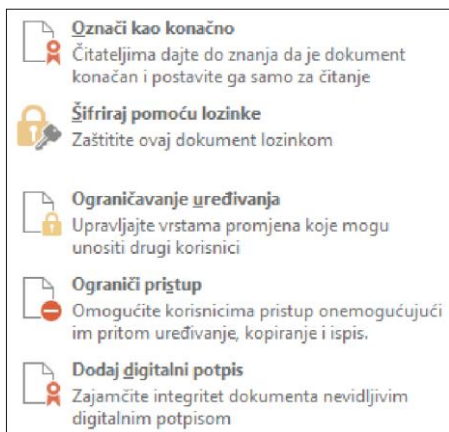 Označi kao konačno
Čitateljima dajte do znanja da je dokument
konačan i postavite ga samo za čitanje
Šifriraj pomoću lozinke
Zaštitite ovaj dokument lozinkom
Ograničavanje uređivanja
Upravljajte vrstama promjena koje mogu
unositi drugi korisnici
Ograniči pristup
Omogućite korisnicima pristup onemogućujući
im pritom uređivanje, kopiranje i ispis.
Dodaj digitalni potpis
Zajamčite integritet dokumenta nevidljivim
digitalnim potpisom